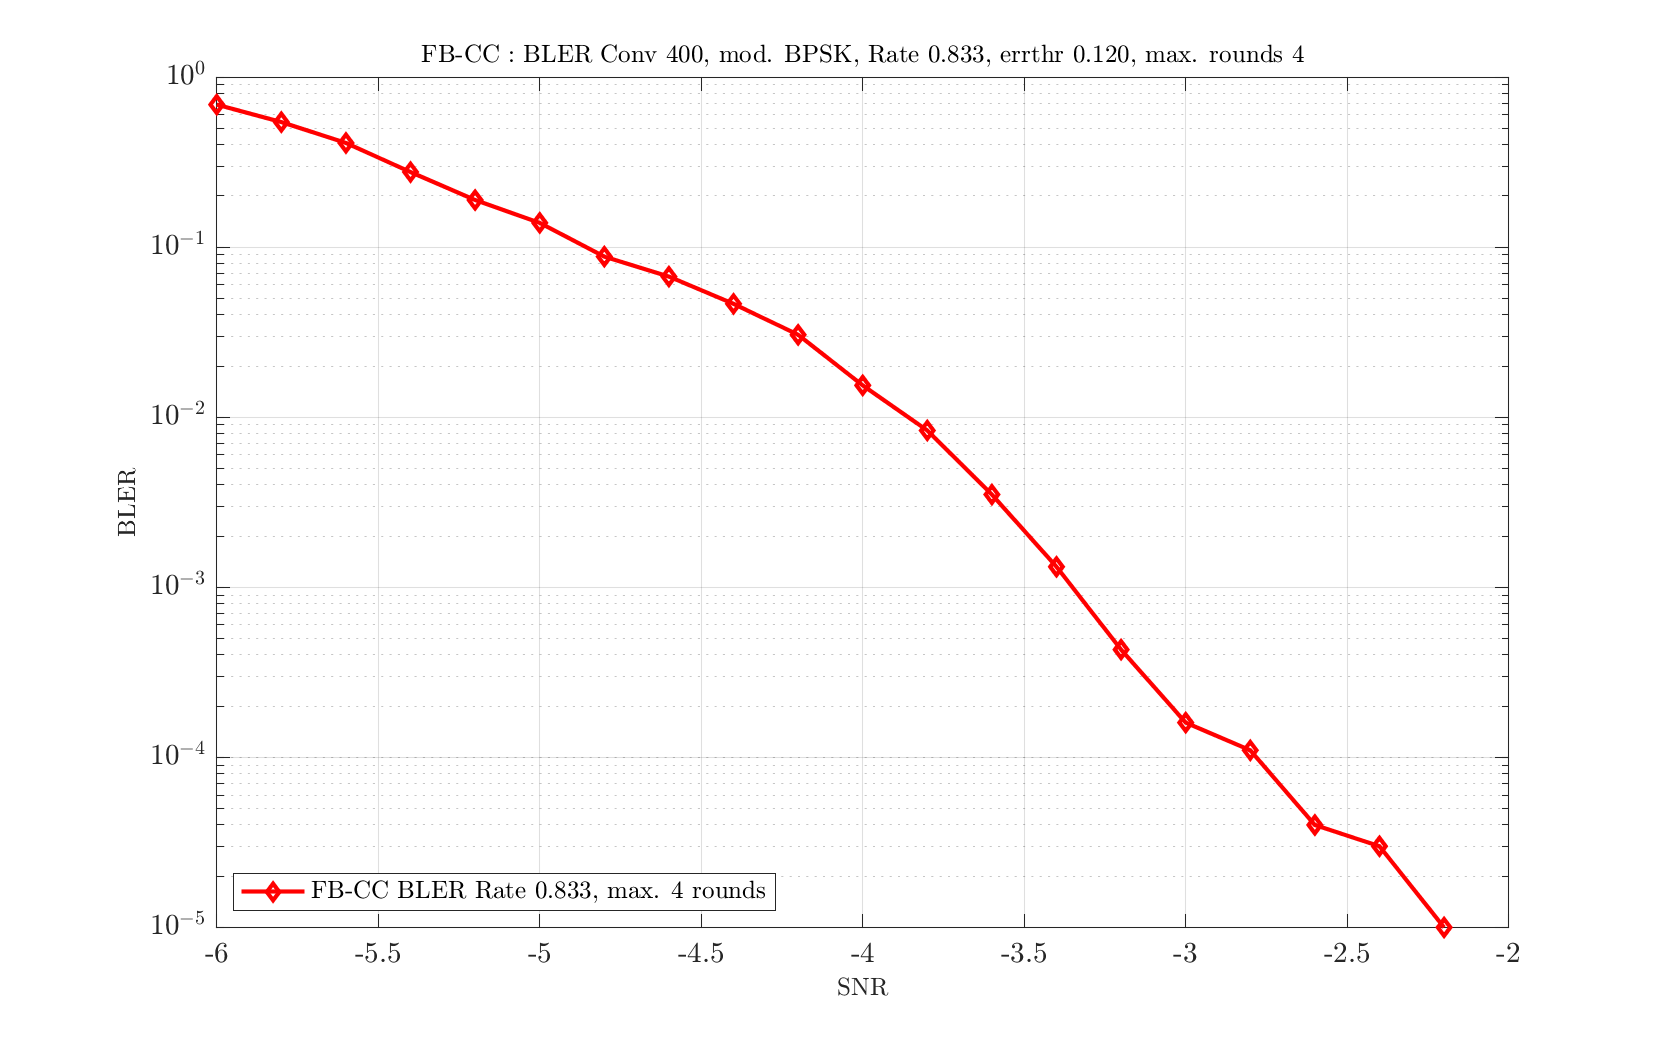 FB-CC : BLER Conv 400, mod. BPSK, Rate 0.833, errthr 0.120, max. rounds 4
10^0
10^-1
10^-2
10^-3
10^-4
10^-5
BLER
FB-CC BLER Rate 0.833, max. 4 rounds
-6 -5.5 -5 -4.5 -4 -3.5 -3 -2.5 -2
SNR